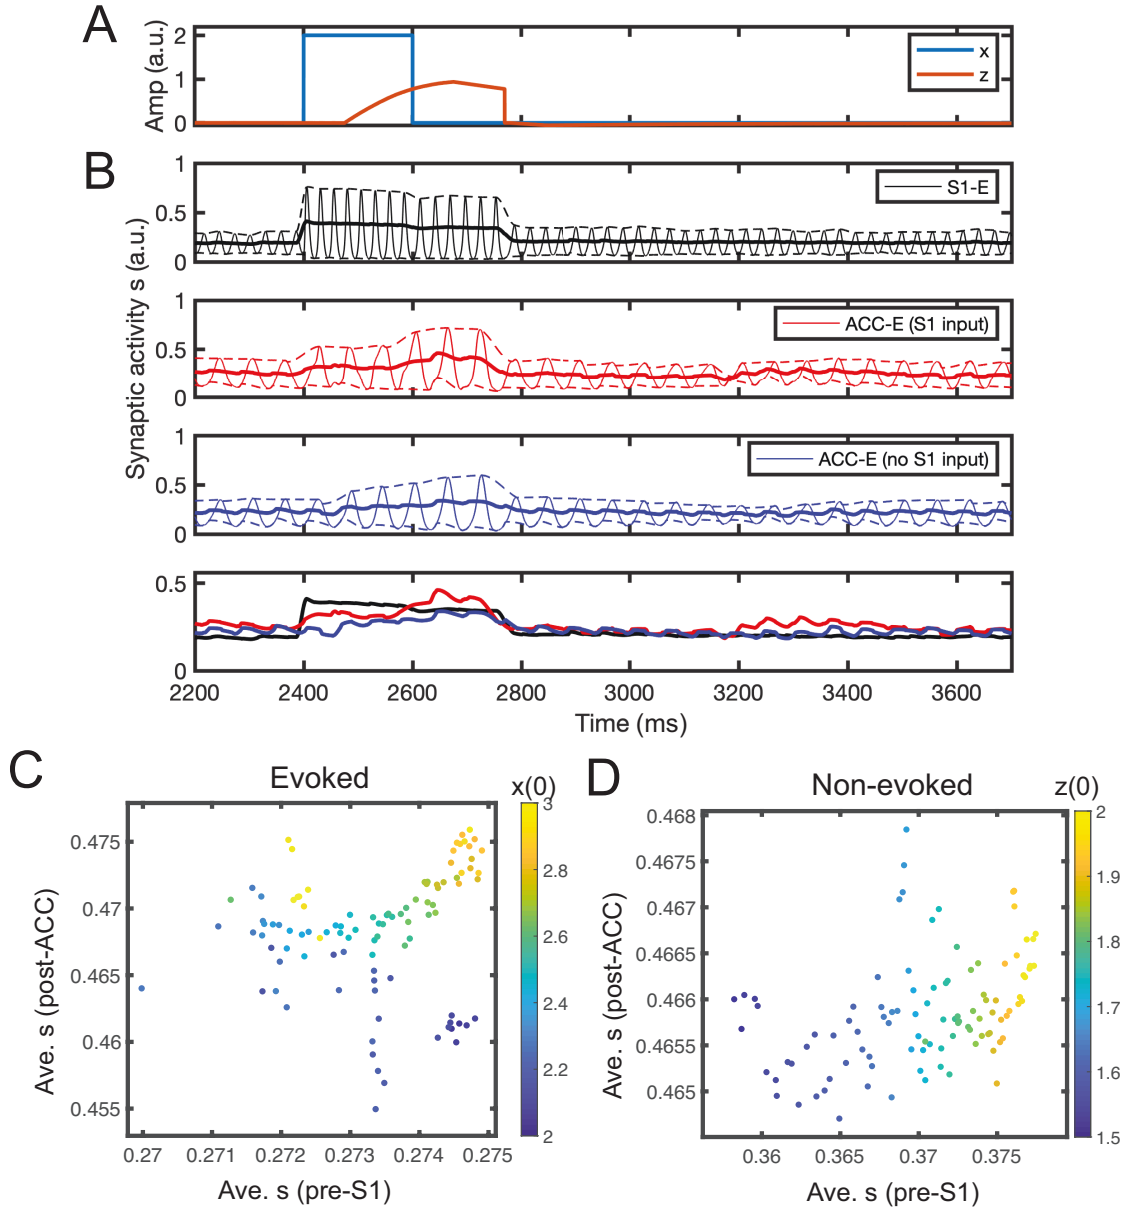 A
Amp (a.u.)
2
1
0
x
z
B
Synaptic activity s (a.u.)
1
0.5
0
S1-E
1
0.5
0
ACC-E (S1 input)
1
0.5
0
ACC-E (no S1 input)
0.5
0
2200 2400 2600 2800 3000 3200 3400 3600
Time (ms)
C
Evoked
x(0)
Ave. s (post-ACC)
0.475
0.47
0.465
0.46
0.455
0.27 0.271 0.272 0.273 0.274 0.275
Ave. s (pre-S1)
3
2.8
2.6
2.4
2.2
2
D
Non-evoked
z(0)
Ave. s (post-ACC)
0.468
0.4675
0.467
0.4665
0.466
0.4655
0.465
0.36 0.365 0.37 0.375
Ave. s (pre-S1)
2
1.9
1.8
1.7
1.6
1.5